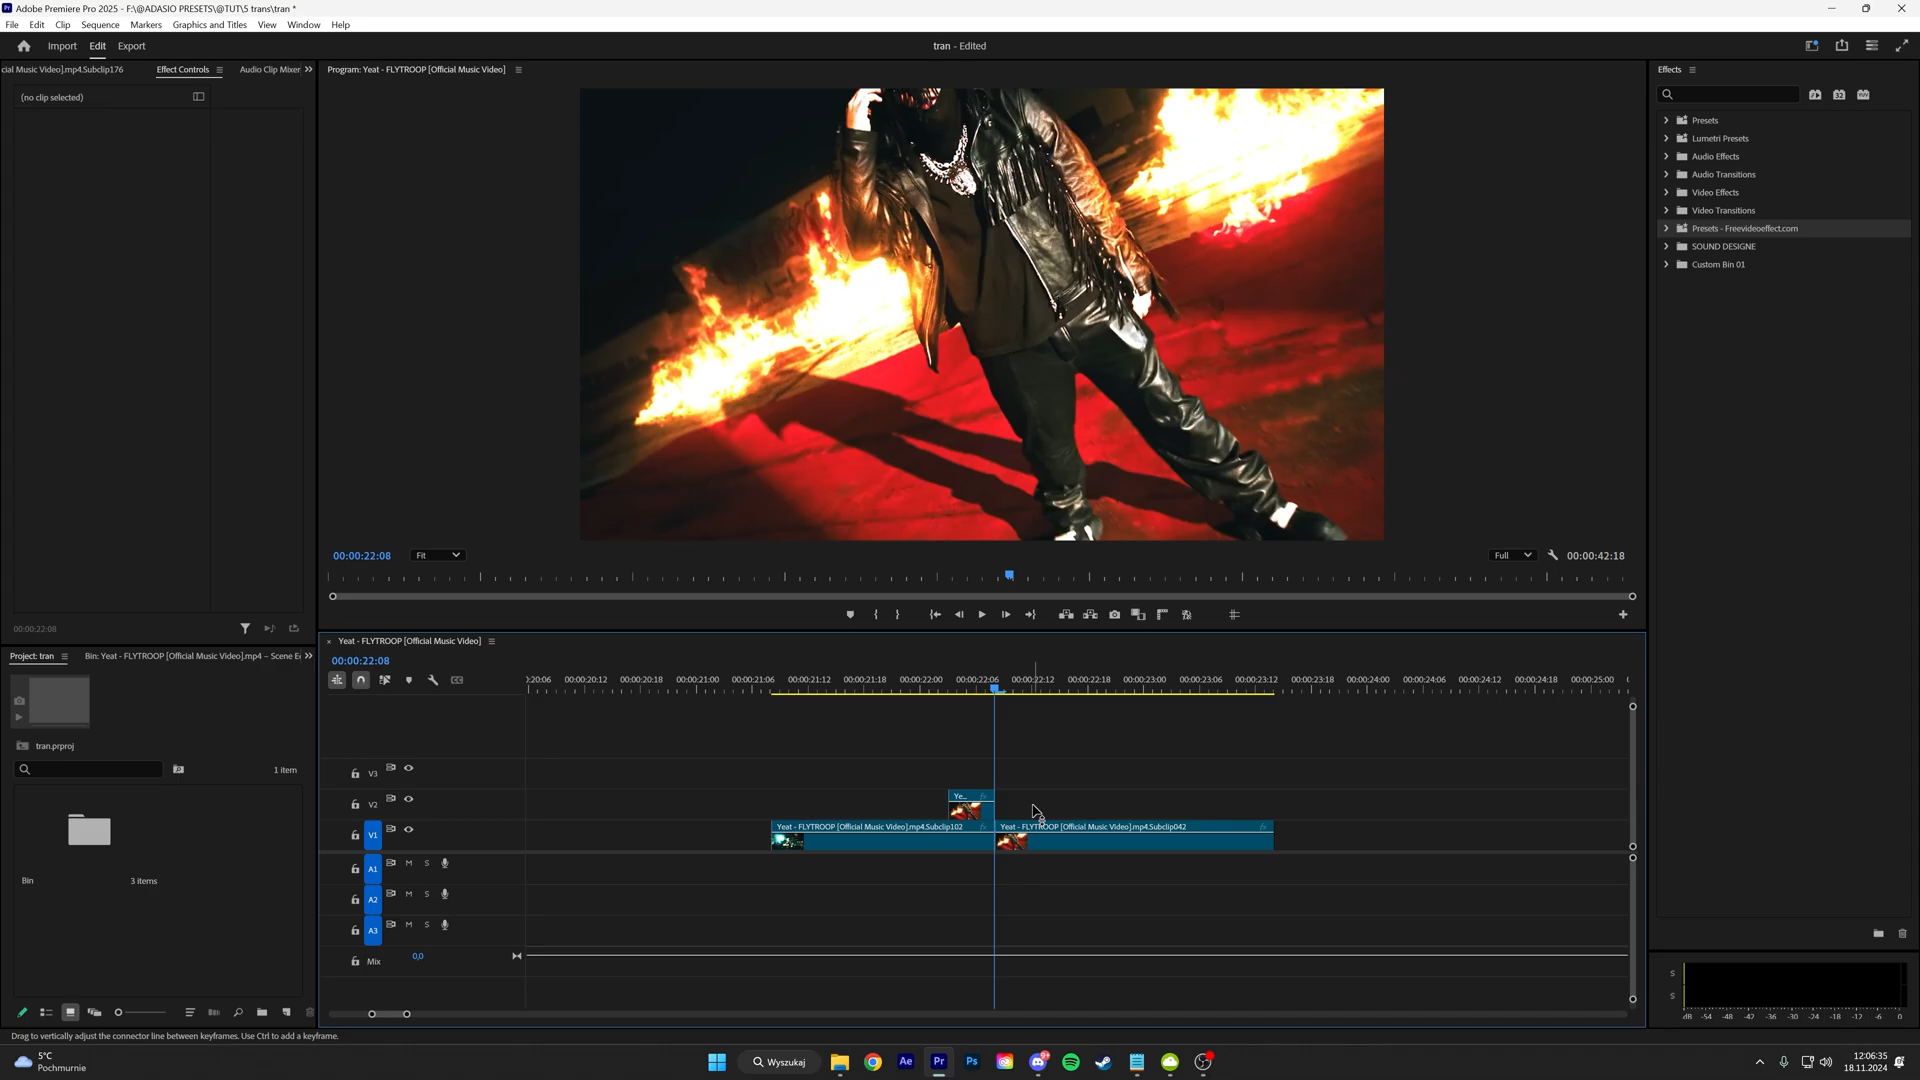 Adobe Premiere Pro 2025 - F:\@ADASIO PRESETS\@TUT\5 trans\tran *
File Edit Clip Sequence Markers Graphics and Titles View Window Help
Import Edit Export
tran - Edited
cial Music Video].mp4.Subclip176
Effect Controls
Audio Clip Mixer
(no clip selected)
00:00:22:08
Program: Yeat - FLYTROOP [Official Music Video]
00:00:22:08
Fit
Full
00:00:42:18
Effects
Presets
Lumetri Presets
Audio Effects
Audio Transitions
Video Effects
Video Transitions
Presets - Freevideoeffect.com
SOUND DESIGNE
Custom Bin 01
Project: tran
Bin: Yeat - FLYTROOP [Official Music Video].mp4 – Scene E
tran.prproj
1 item
Bin
3 items
Yeat - FLYTROOP [Official Music Video]
00:00:22:08
:20:06 00:00:20:12 00:00:20:18 00:00:21:00 00:00:21:06 00:00:21:12 00:00:21:18 00:00:22:00 00:00:22:06 00:00:22:12 00:00:22:18 00:00:23:00 00:00:23:06 00:00:23:12 00:00:23:18 00:00:24:00 00:00:24:06 00:00:24:12 00:00:24:18 00:00:25:00
V3
V2
Ye... fx
V1
Yeat - FLYTROOP [Official Music Video].mp4.Subclip102 fx
Yeat - FLYTROOP [Official Music Video].mp4.Subclip042 fx
A1 M S
A2 M S
A3 M S
Mix 0,0
S
S
dB -54 -48 -42 -36 -30 -24 -18 -12 -6 0
Drag to vertically adjust the connector line between keyframes. Use Ctrl to add a keyframe.
5°C
Pochmurnie
Wyszukaj
Ae
Pr
Ps
12:06:35
18.11.2024